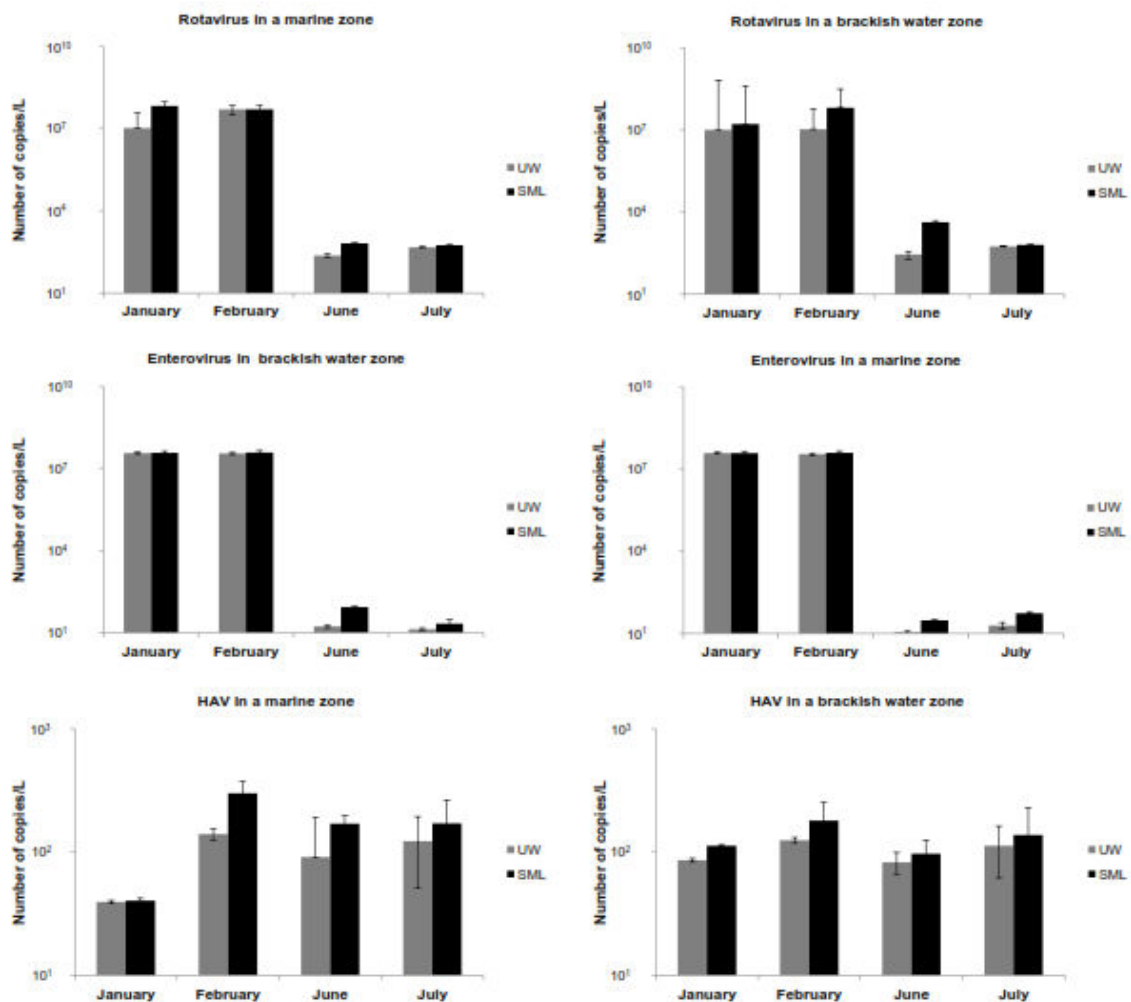 Rotavirus in a marine zone
Number of copies/L
10¹⁰
10⁷
10⁴
10¹
January February June July
UW
SML
Rotavirus in a brackish water zone
Number of copies/L
10¹⁰
10⁷
10⁴
10¹
January February June July
UW
SML
Enterovirus in brackish water zone
Number of copies/L
10¹⁰
10⁷
10⁴
10¹
January February June July
UW
SML
Enterovirus in a marine zone
Number of copies/L
10¹⁰
10⁷
10⁴
10¹
January February June July
UW
SML
HAV in a marine zone
Number of copies/L
10³
10²
10¹
January February June July
UW
SML
HAV in a brackish water zone
Number of copies/L
10³
10²
10¹
January February June July
UW
SML